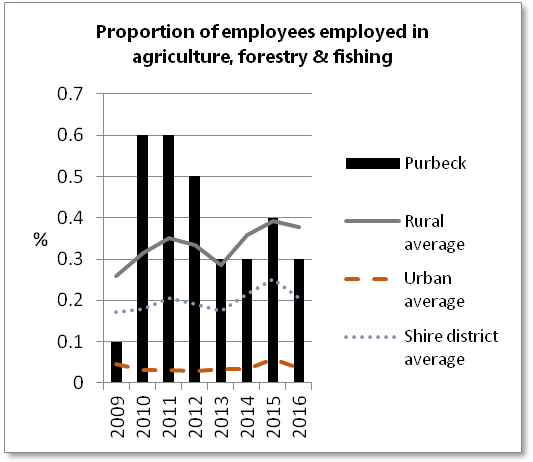 Proportion of employees employed in
agriculture, forestry & fishing
0.7
0.6
0.5
0.4
0.3
0.2
0.1
0
%
2009
2010
2011
2012
2013
2014
2015
2016
Purbeck
Rural
average
Urban
average
Shire district
average